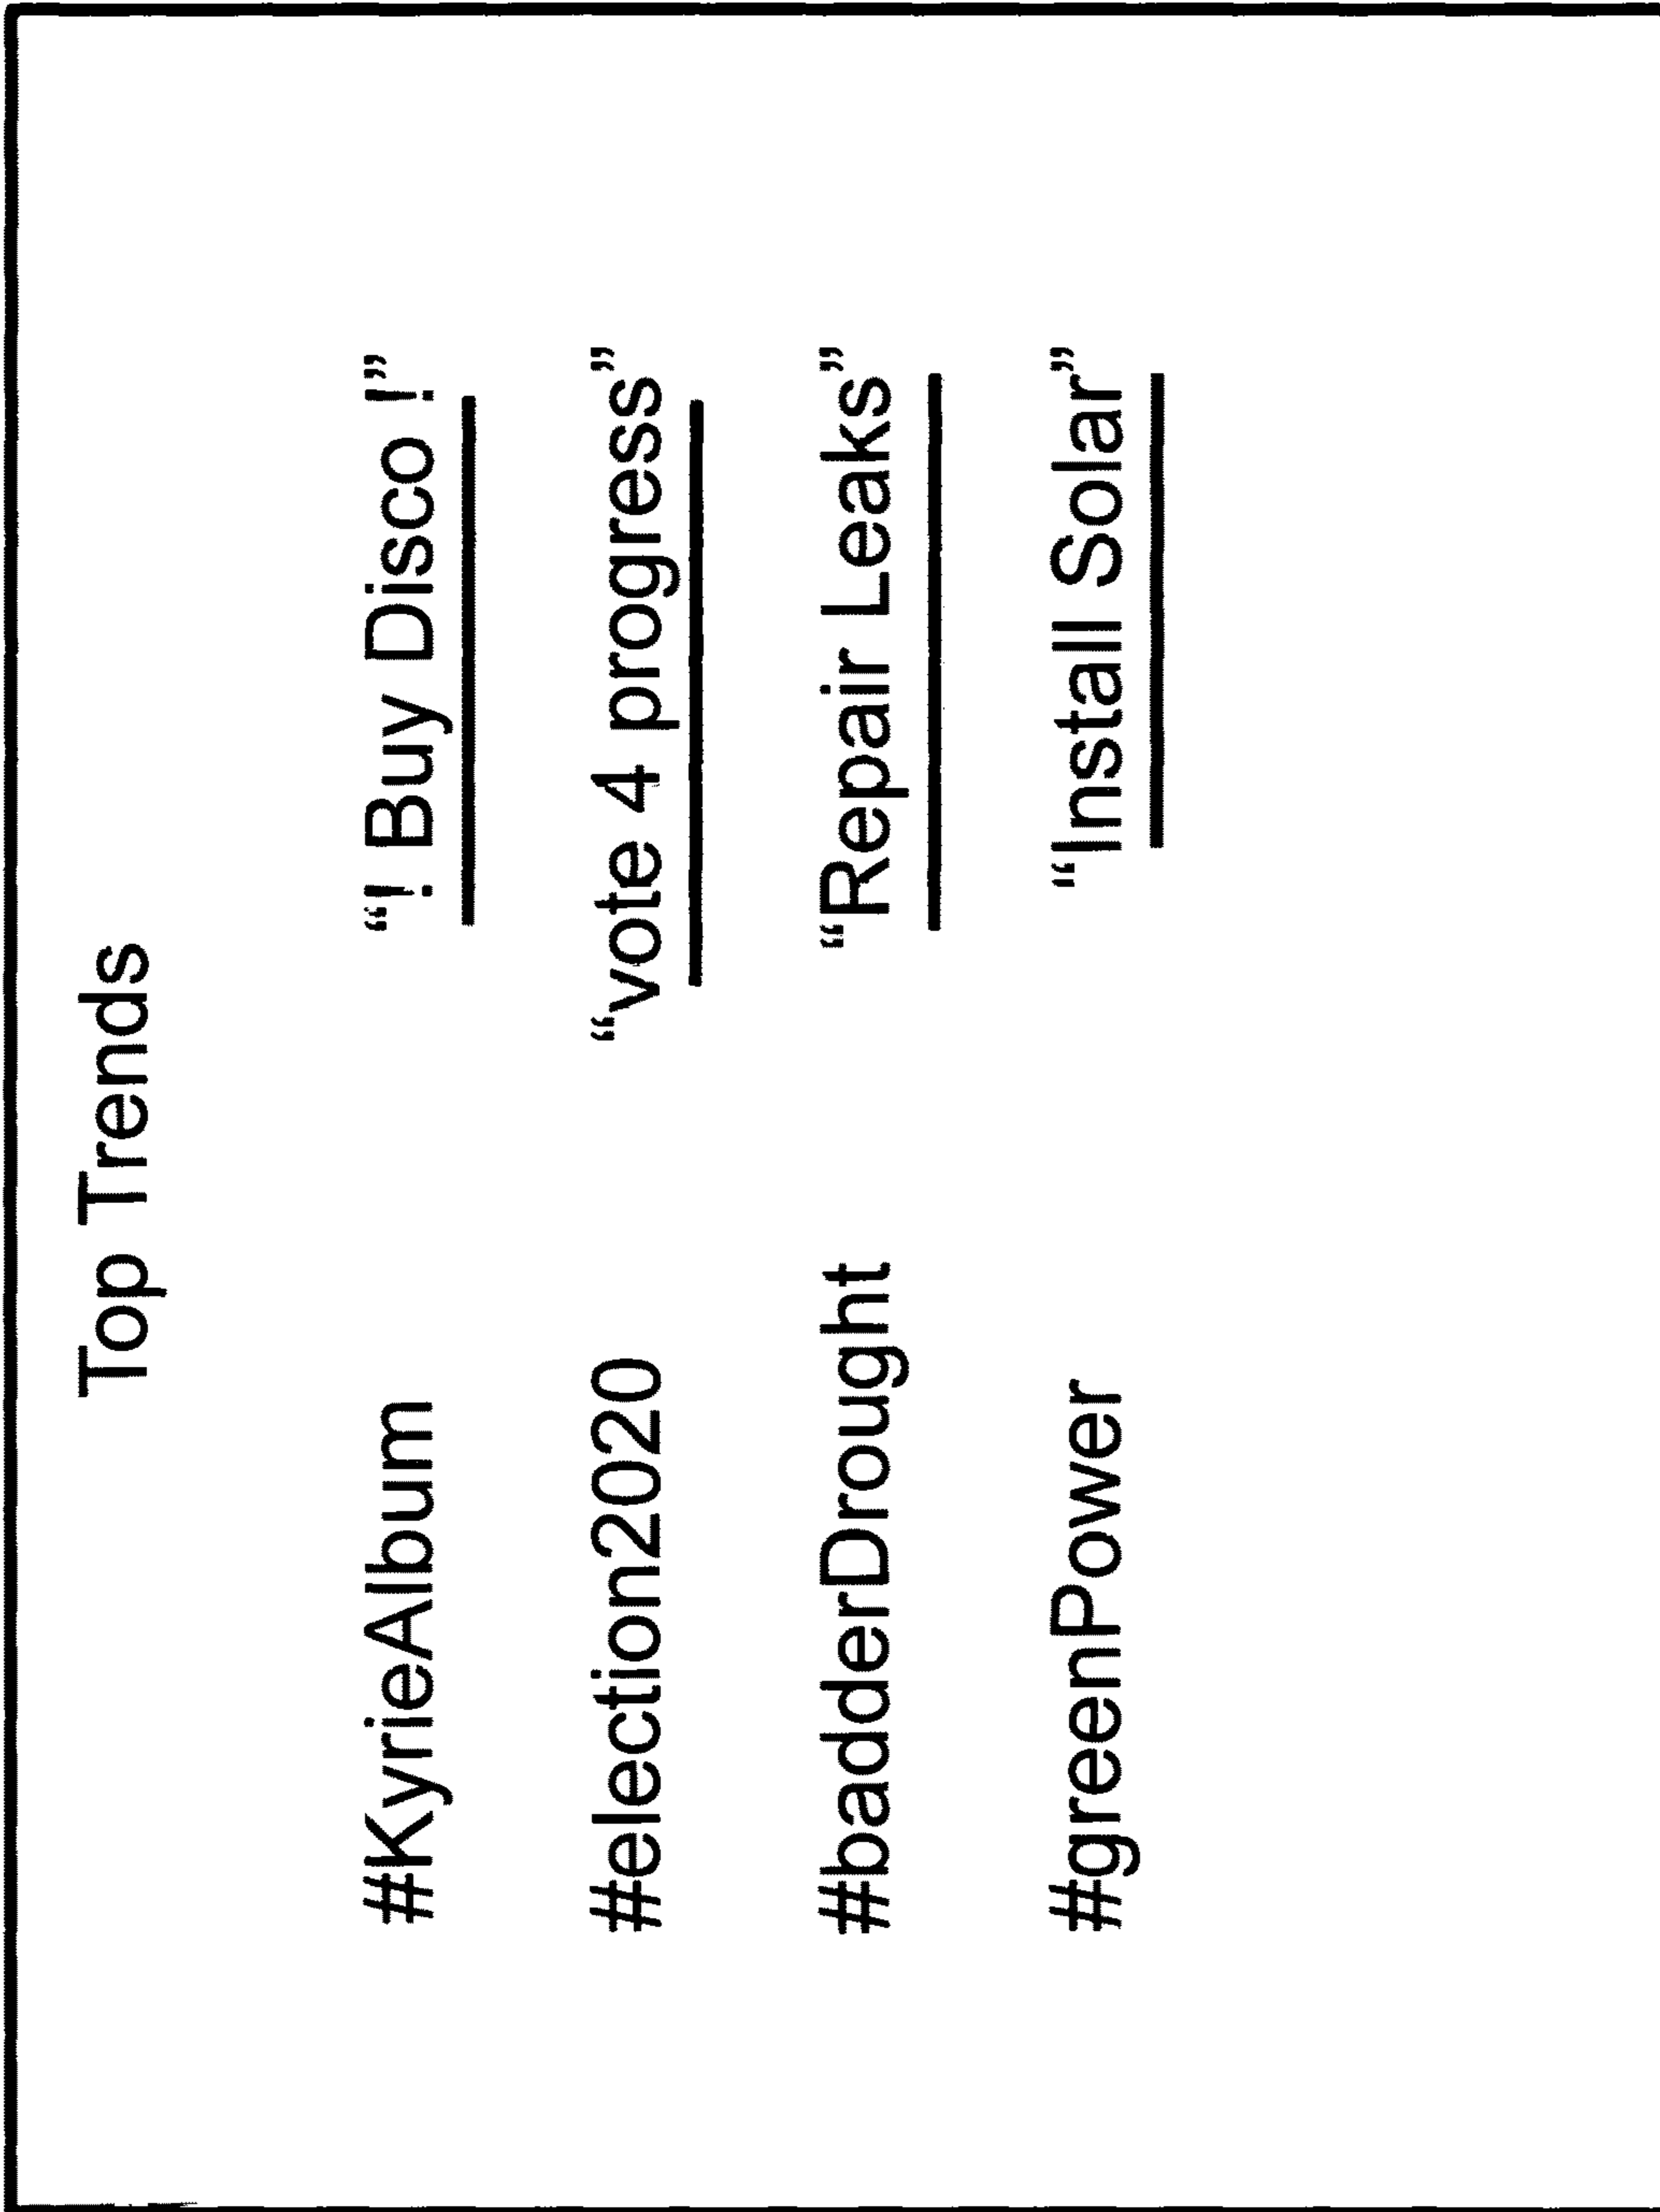 Top Trends
#KyrieAlbum “! Buy Disco !”
#election2020 “vote 4 progress”
#badderDrought “Repair Leaks”
#greenPower “Install Solar”